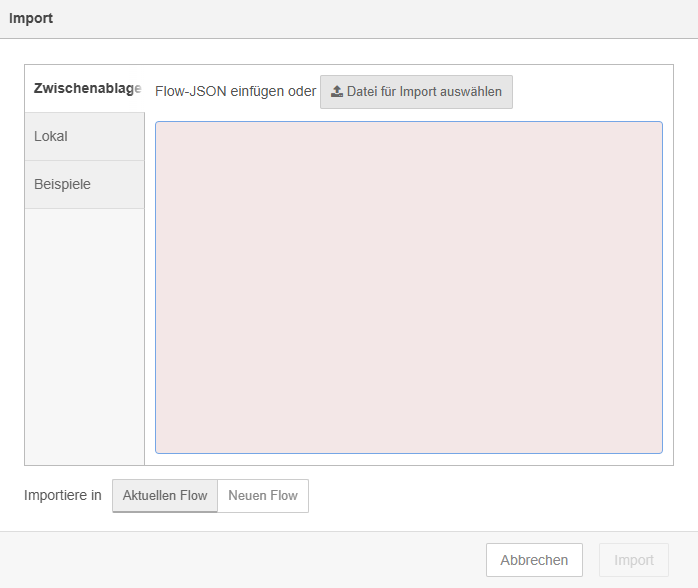 Import
Zwischenablage
Flow-JSON einfügen oder
Datei für Import auswählen
Lokal
Beispiele
Importiere in
Aktuellen Flow
Neuen Flow
Abbrechen
Import